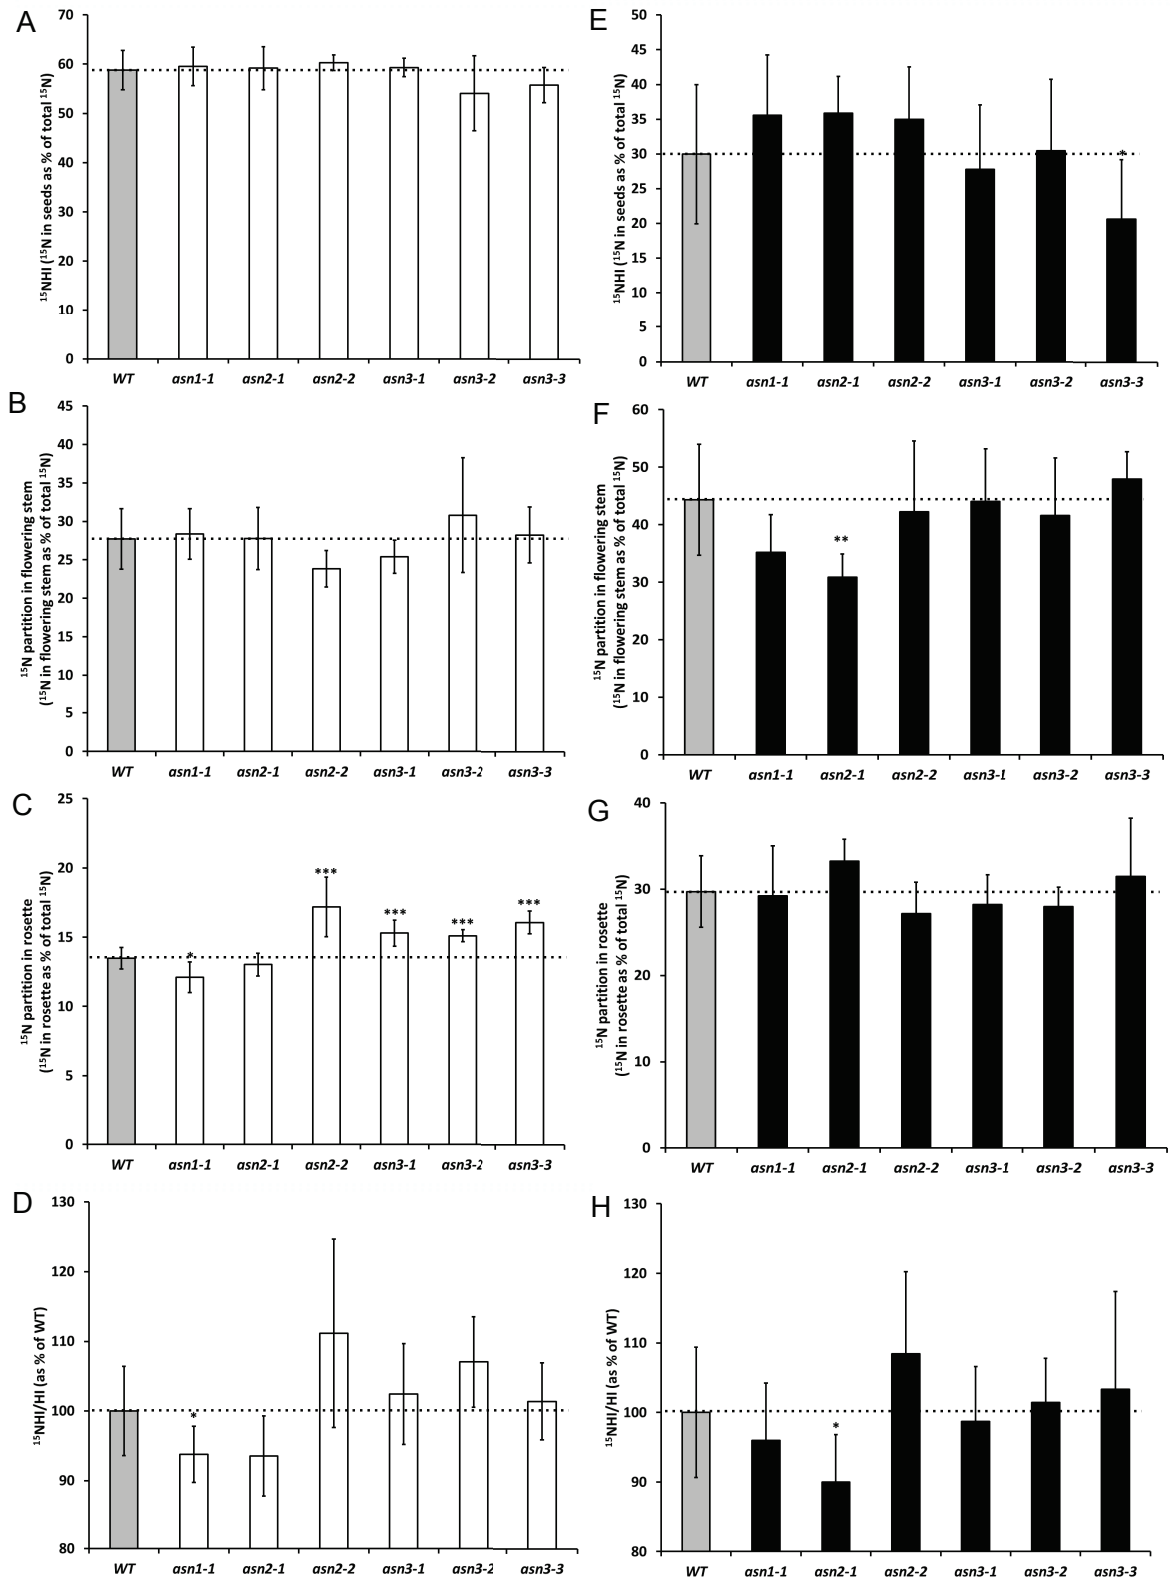 A
70
60
50
40
30
20
10
0
¹⁵NHI (¹⁵N in seeds as % of total ¹⁵N)
WT asn1-1 asn2-1 asn2-2 asn3-1 asn3-2 asn3-3
B
45
40
35
30
25
20
15
10
5
0
¹⁵N partition in flowering stem
(¹⁵N in flowering stem as % of total ¹⁵N)
WT asn1-1 asn2-1 asn2-2 asn3-1 asn3-2 asn3-3
C
25
20
15
10
5
0
¹⁵N partition in rosette
(¹⁵N in rosette as % of total ¹⁵N)
* *** *** *** ***
WT asn1-1 asn2-1 asn2-2 asn3-1 asn3-2 asn3-3
D
130
120
110
100
90
80
¹⁵NHI/HI (as % of WT)
*
WT asn1-1 asn2-1 asn2-2 asn3-1 asn3-2 asn3-3
E
50
45
40
35
30
25
20
15
10
5
0
¹⁵NHI (¹⁵N in seeds as % of total ¹⁵N)
*
WT asn1-1 asn2-1 asn2-2 asn3-1 asn3-2 asn3-3
F
60
50
40
30
20
10
0
¹⁵N partition in flowering stem
(¹⁵N in flowering stem as % of total ¹⁵N)
**
WT asn1-1 asn2-1 asn2-2 asn3-1 asn3-2 asn3-3
G
40
30
20
10
0
¹⁵N partition in rosette
(¹⁵N in rosette as % of total ¹⁵N)
WT asn1-1 asn2-1 asn2-2 asn3-1 asn3-2 asn3-3
H
130
120
110
100
90
80
¹⁵NHI/HI (as % of WT)
*
WT asn1-1 asn2-1 asn2-2 asn3-1 asn3-2 asn3-3